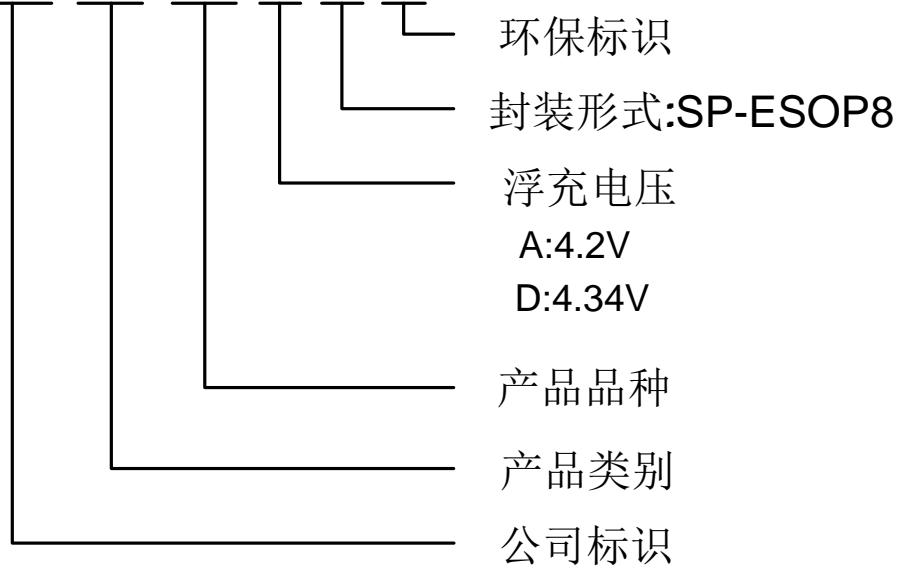 环保标识
封装形式:SP-ESOP8
浮充电压
A:4.2V
D:4.34V
产品品种
产品类别
公司标识